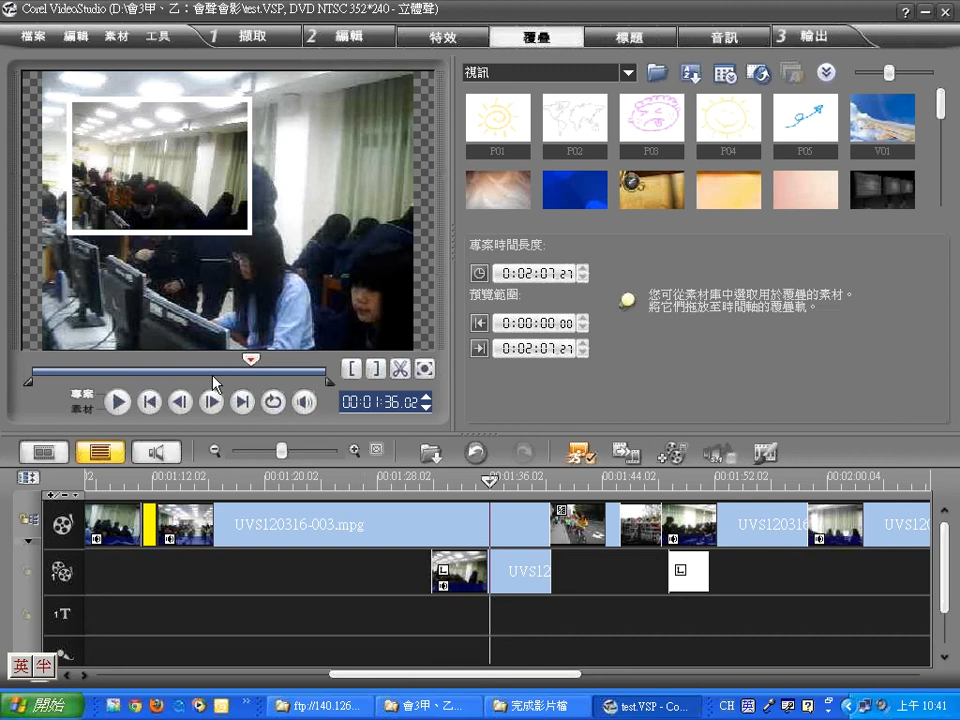 Corel VideoStudio (D:\會3甲、乙：會聲會影\test.VSP, DVD NTSC 352*240 - 立體聲)
檔案 編輯 素材 工具 1 擷取 2 編輯 特效 覆疊 標題 音訊 3 輸出
視訊
P01 P02 P03 P04 P05 V01
專案時間長度:
0:02:07.27
預覽範圍:
0:00:00.00
0:02:07.27
您可從素材庫中選取用於覆疊的素材。
將它們拖放至時間軸的覆疊軌。
專案
素材
00:01:36.02
00:01:12.02 00:01:20.02 00:01:28.02 00:01:36.02 00:01:44.02 00:01:52.02 00:02:00.04
UVS120316-003.mpg UVS120316 UVS120
UVS12
1T
英 半
開始 ftp://140.126... 會3甲、乙... 完成影片檔 test.VSP - Co... CH 英 上午 10:41